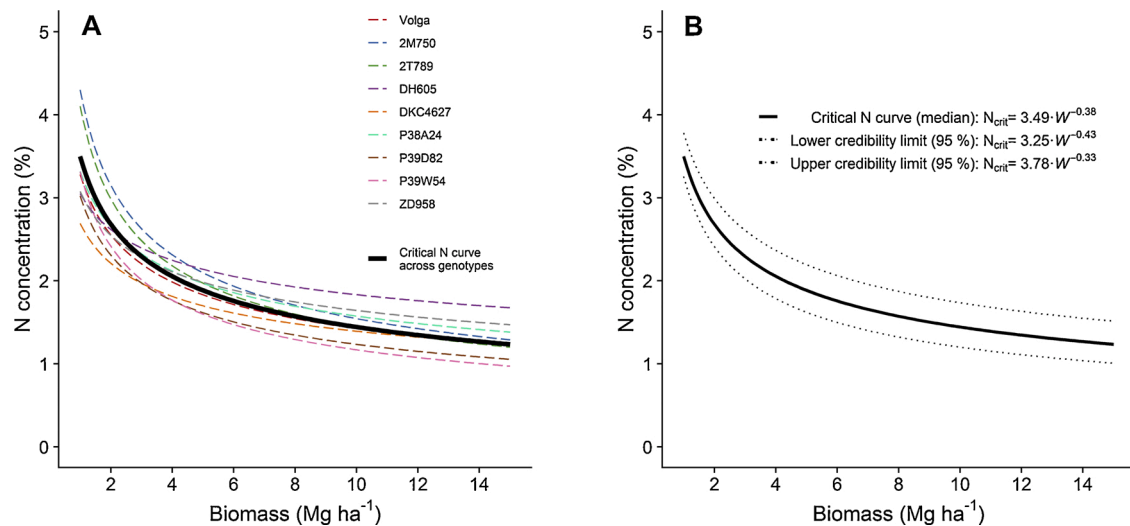 A
Volga
2M750
2T789
DH605
DKC4627
P38A24
P39D82
P39W54
ZD958
Critical N curve
across genotypes
N concentration (%)
5
4
3
2
1
0
2 4 6 8 10 12 14
Biomass (Mg ha⁻¹)
B
Critical N curve (median): Ncrit= 3.49·W⁻⁰·³⁸
Lower credibility limit (95 %): Ncrit= 3.25·W⁻⁰·⁴³
Upper credibility limit (95 %): Ncrit= 3.78·W⁻⁰·³³
N concentration (%)
5
4
3
2
1
0
2 4 6 8 10 12 14
Biomass (Mg ha⁻¹)